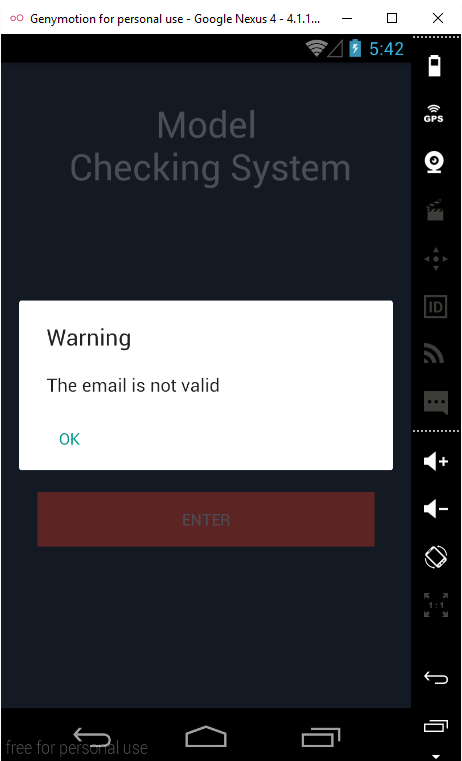 Genymotion for personal use - Google Nexus 4 - 4.1.1...
5:42
GPS
Model
Checking System
ID
Warning
The email is not valid
OK
ENTER
1:1
free for personal use